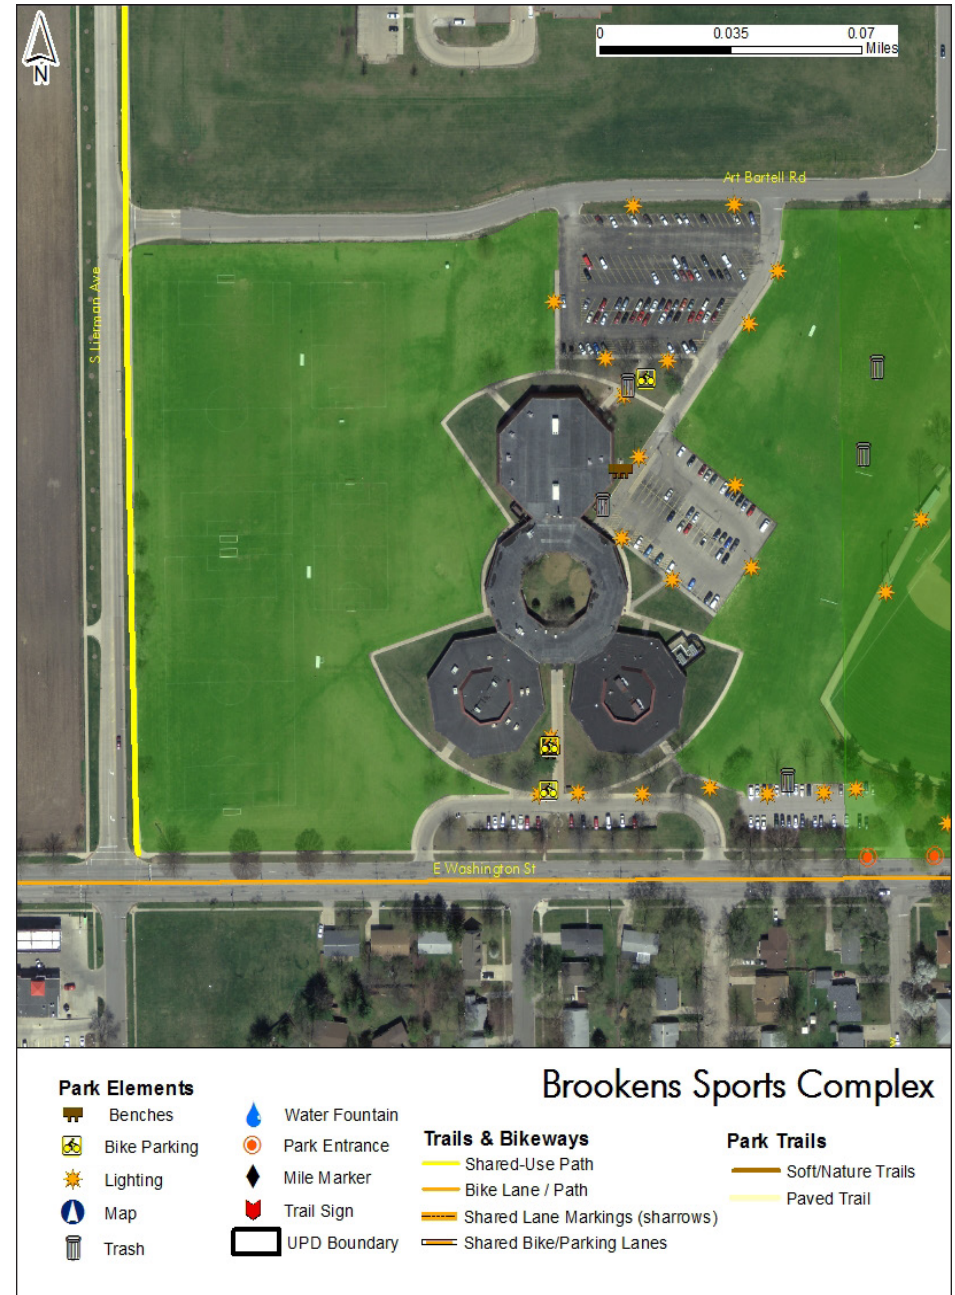 N
0 0.035 0.07
Miles
Art Bartell Rd
S Lierman Ave
E Washington St
Brookens Sports Complex
Park Elements
Benches
Bike Parking
Lighting
Map
Trash
Water Fountain
Park Entrance
Mile Marker
Trail Sign
UPD Boundary
Trails & Bikeways
Shared-Use Path
Bike Lane / Path
Shared Lane Markings (sharrows)
Shared Bike/Parking Lanes
Park Trails
Soft/Nature Trails
Paved Trail